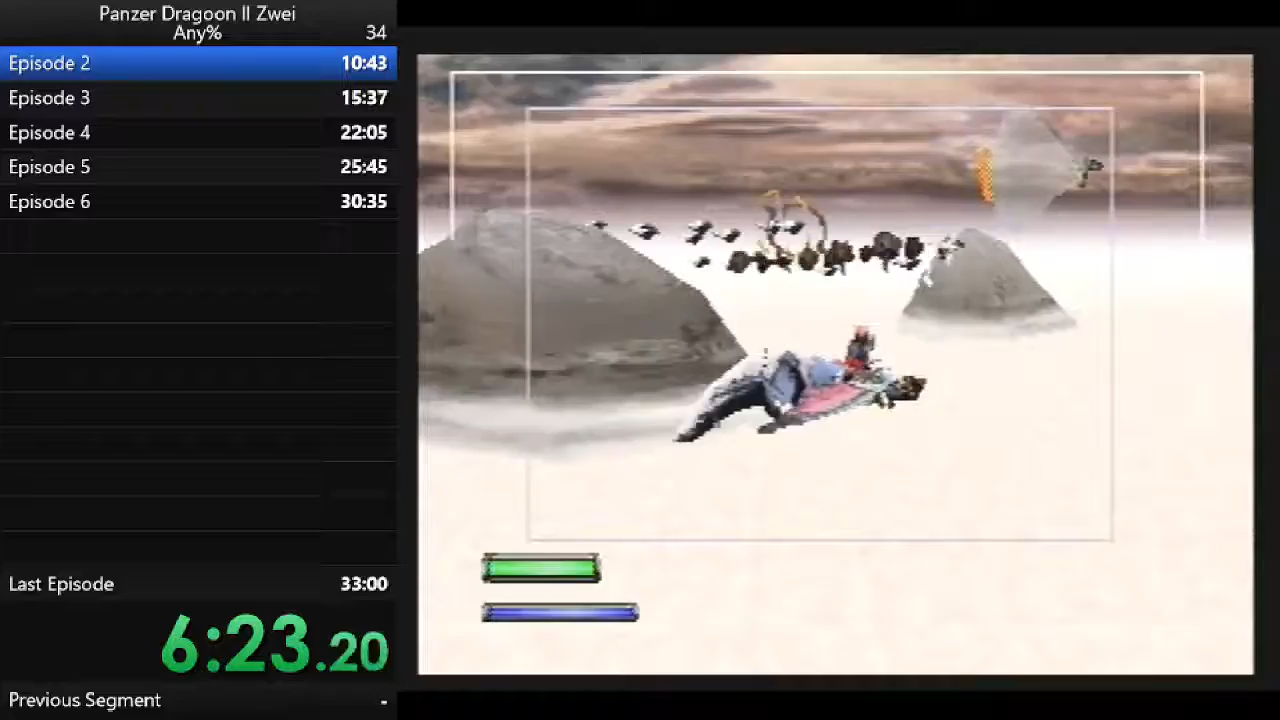 Panzer Dragoon II Zwei
Any% 34
Episode 2 10:43
Episode 3 15:37
Episode 4 22:05
Episode 5 25:45
Episode 6 30:35
Last Episode 33:00
6:23.20
Previous Segment -